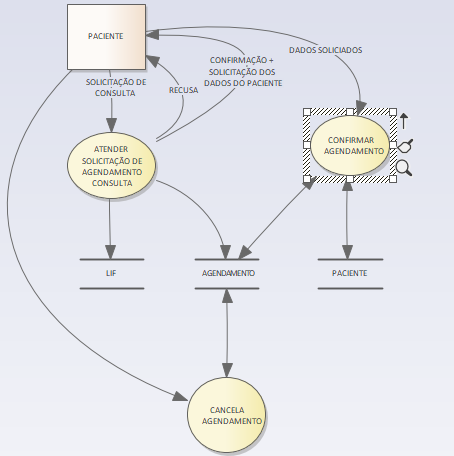 PACIENTE
DADOS SOLICIADOS
CONFIRMAÇÃO +
SOLICITAÇÃO DOS
DADOS DO PACIENTE
SOLICITAÇÃO DE
CONSULTA
RECUSA
ATENDER
SOLICITAÇÃO DE
AGENDAMENTO
CONSULTA
CONFIRMAR
AGENDAMENTO
LIF
AGENDAMENTO
PACIENTE
CANCELA
AGENDAMENTO